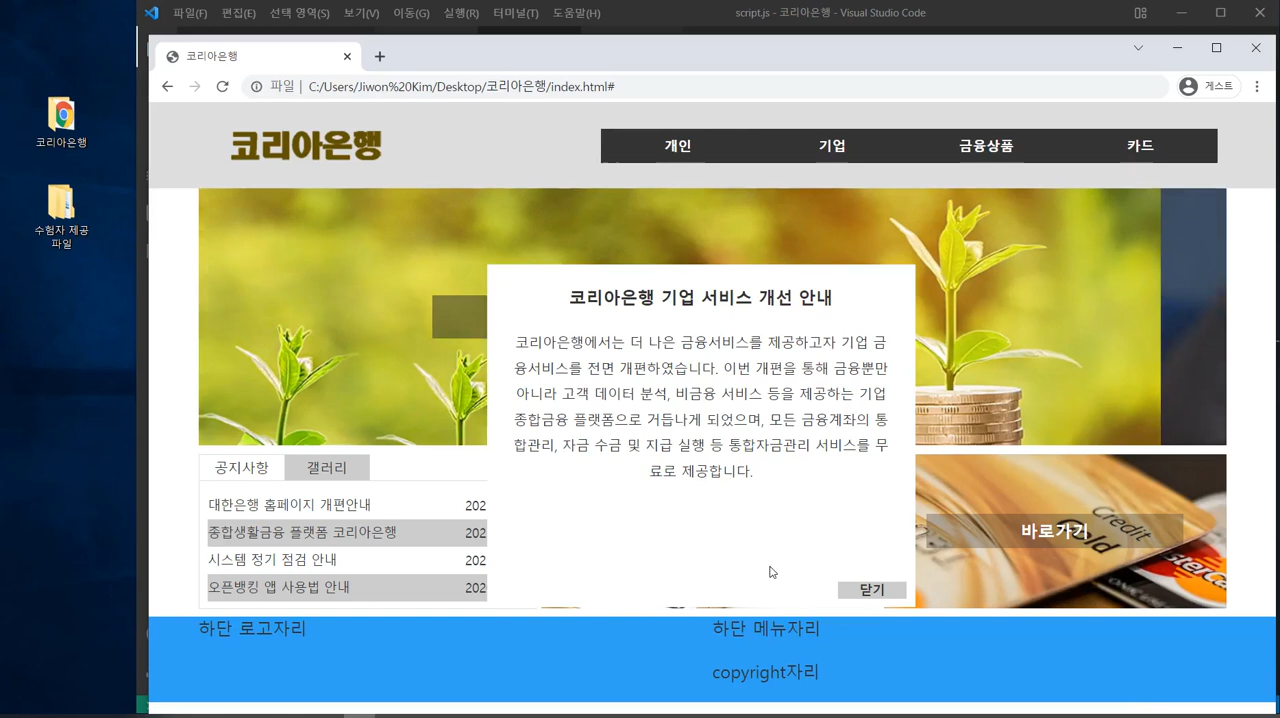 파일(F) 편집(E) 선택 영역(S) 보기(V) 이동(G) 실행(R) 터미널(T) 도움말(H) script.js - 코리아은행 - Visual Studio Code
코리아은행
파일 | C:/Users/Jiwon%20Kim/Desktop/코리아은행/index.html# 게스트
코리아은행
수험자 제공
파일
코리아은행 개인 기업 금융상품 카드
코리아은행 기업 서비스 개선 안내
코리아은행에서는 더 나은 금융서비스를 제공하고자 기업 금
융서비스를 전면 개편하였습니다. 이번 개편을 통해 금융뿐만
아니라 고객 데이터 분석, 비금융 서비스 등을 제공하는 기업
종합금융 플랫폼으로 거듭나게 되었으며, 모든 금융계좌의 통
합관리, 자금 수금 및 지급 실행 등 통합자금관리 서비스를 무
료로 제공합니다.
닫기
공지사항 갤러리
대한은행 홈페이지 개편안내 202
종합생활금융 플랫폼 코리아은행 202
시스템 정기 점검 안내 202
오픈뱅킹 앱 사용법 안내 202
바로가기
Credit
Gold
하단 로고자리 하단 메뉴자리
copyright자리